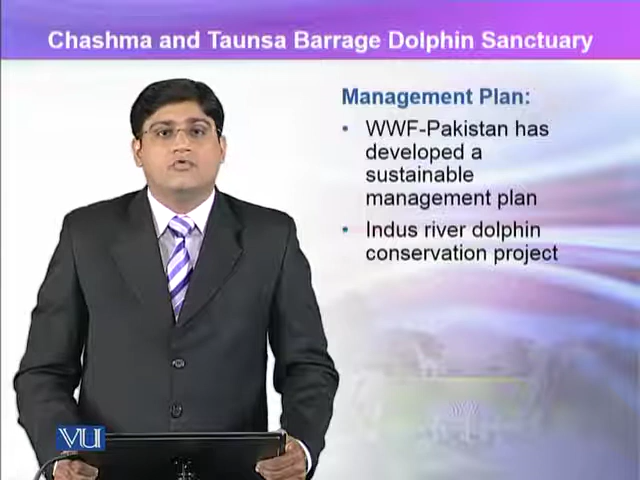 Chashma and Taunsa Barrage Dolphin Sanctuary
Management Plan:
• WWF-Pakistan has
developed a
sustainable
management plan
• Indus river dolphin
conservation project
VU